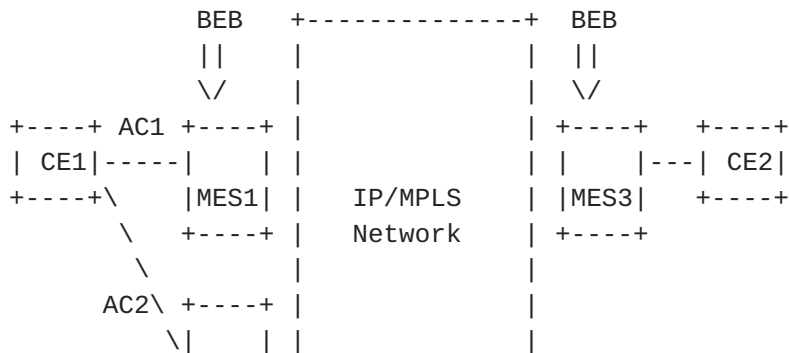 BEB   +--------------+  BEB
                ||    |              |  ||
                \/    |              |  \/
    +----+ AC1 +----+ |              | +----+   +----+
    | CE1|-----|    | |              | |    |---| CE2|
    +----+\    |MES1| |   IP/MPLS    | |MES3|   +----+
           \   +----+ |   Network    | +----+
            \         |              |
          AC2\ +----+ |              |
              \|    | |              |